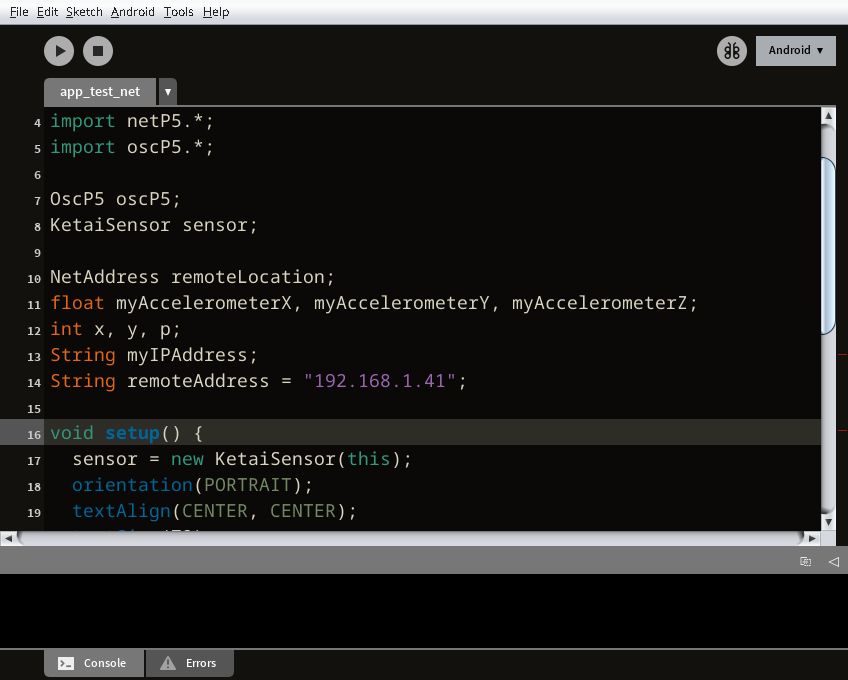 File Edit Sketch Android Tools Help
Android ▼
app_test_net ▼
4 import netP5.*;
5 import oscP5.*;
6
7 OscP5 oscP5;
8 KetaiSensor sensor;
9
10 NetAddress remoteLocation;
11 float myAccelerometerX, myAccelerometerY, myAccelerometerZ;
12 int x, y, p;
13 String myIPAddress;
14 String remoteAddress = "192.168.1.41";
15
16 void setup() {
17   sensor = new KetaiSensor(this);
18   orientation(PORTRAIT);
19   textAlign(CENTER, CENTER);
Console Errors